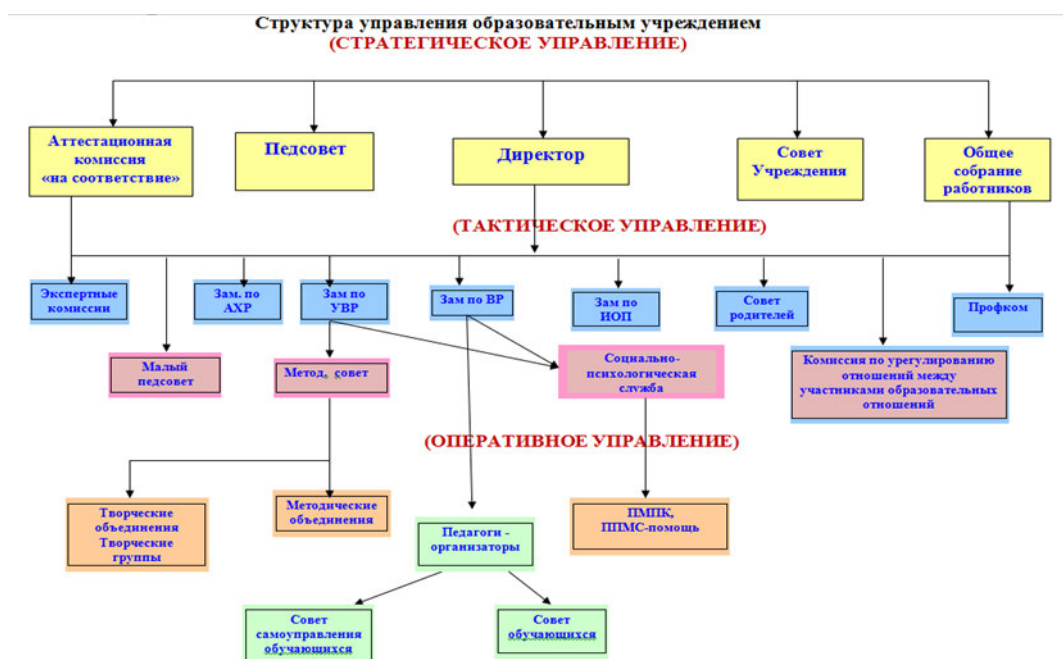 Структура управления образовательным учреждением
(СТРАТЕГИЧЕСКОЕ УПРАВЛЕНИЕ)
Аттестационная
комиссия
«на соответствие»
Педсовет
Директор
Совет
Учреждения
Общее
собрание
работников
(ТАКТИЧЕСКОЕ УПРАВЛЕНИЕ)
Экспертные
комиссии
Зам. по
АХР
Зам по
УВР
Зам по ВР
Зам по
ИОП
Совет
родителей
Профком
Малый
педсовет
Метод, совет
Социально-
психологическая
служба
Комиссия по урегулированию
отношений между
участниками образовательных
отношений
(ОПЕРАТИВНОЕ УПРАВЛЕНИЕ)
Творческие
объединения
Творческие
группы
Методические
объединения
Педагоги -
организаторы
ПМПК,
ППМС-помощь
Совет
самоуправления
обучающихся
Совет
обучающихся